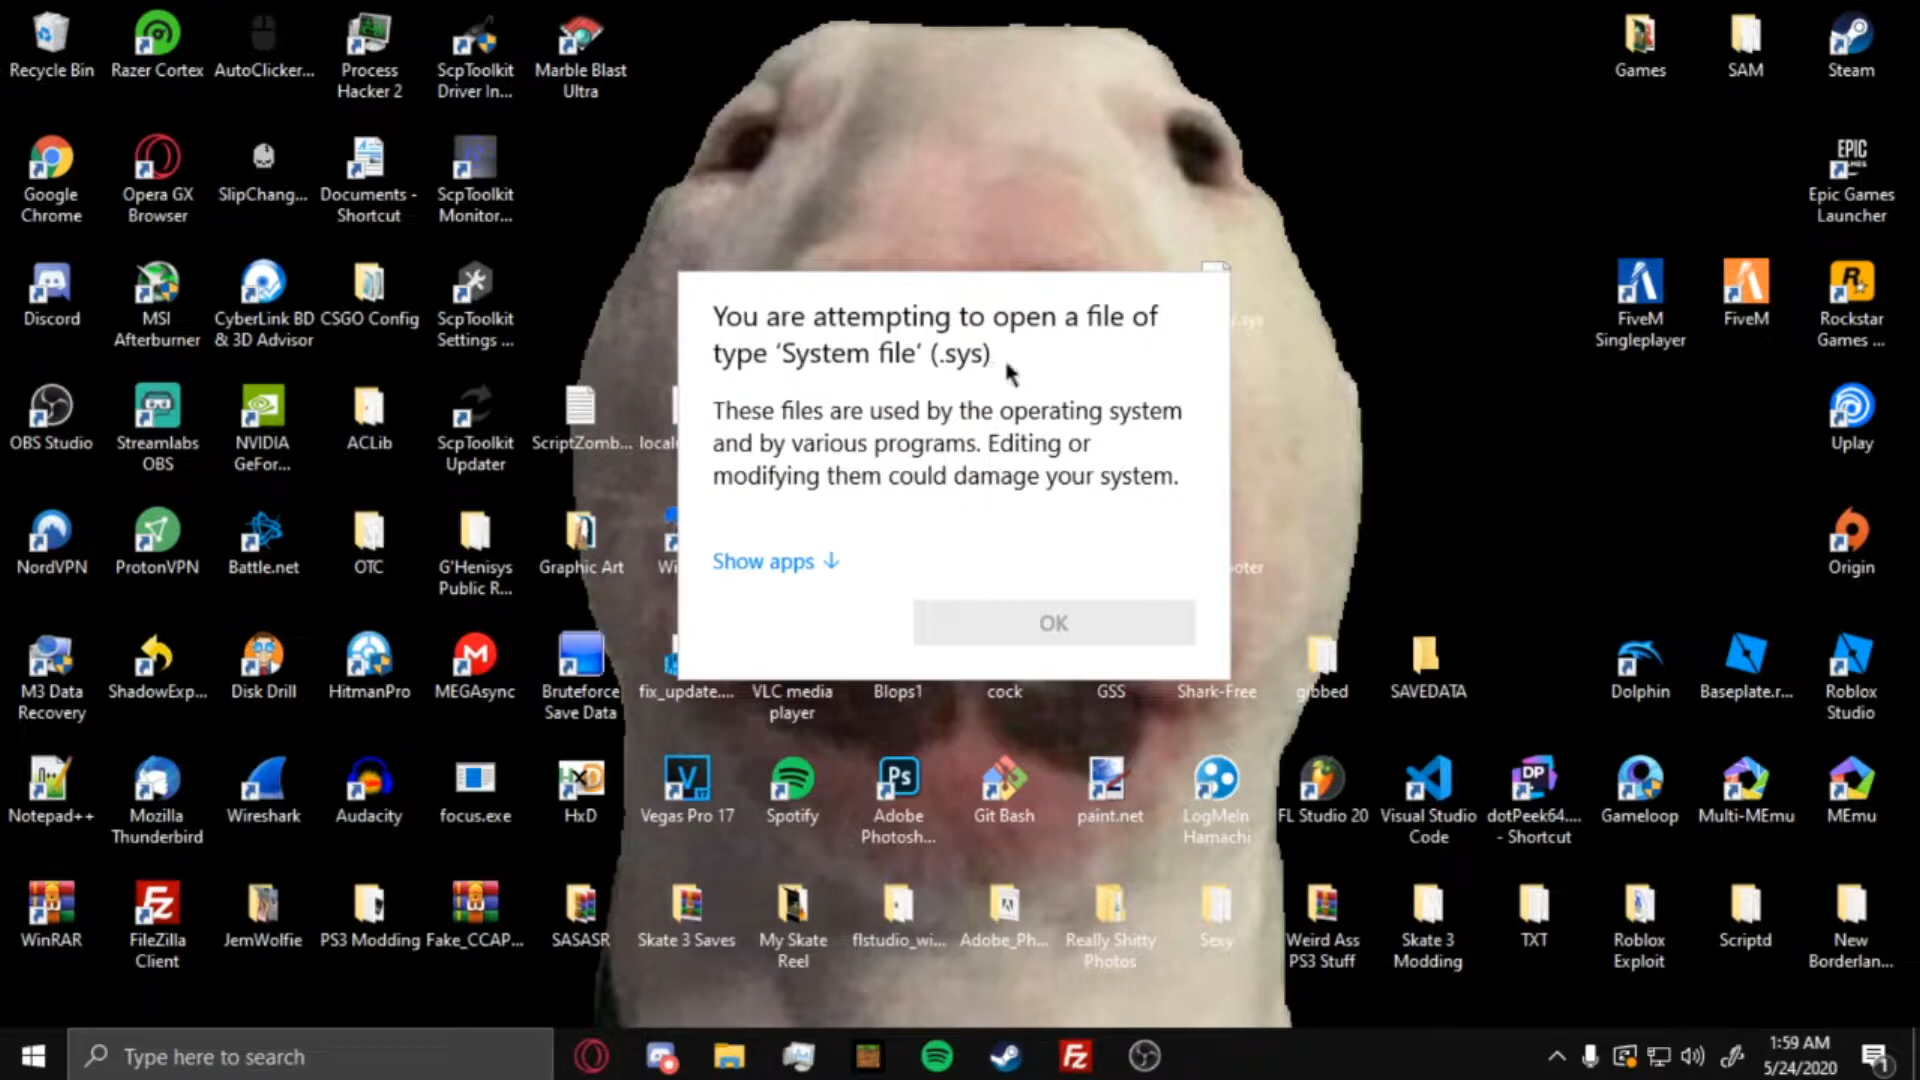 Recycle Bin
Razer Cortex
AutoClicker...
Process
Hacker 2
ScpToolkit
Driver In...
Marble Blast
Ultra
Games
SAM
Steam
Google
Chrome
Opera GX
Browser
SlipChang...
Documents -
Shortcut
ScpToolkit
Monitor...
EPIC
GAMES
Epic Games
Launcher
Discord
MSI
Afterburner
CyberLink BD
& 3D Advisor
CSGO Config
ScpToolkit
Settings ...
FiveM
Singleplayer
FiveM
Rockstar
Games ...
You are attempting to open a file of
type ‘System file’ (.sys)
These files are used by the operating system
and by various programs. Editing or
modifying them could damage your system.
Show apps
OK
OBS Studio
Streamlabs
OBS
NVIDIA
GeFor...
ACLib
ScpToolkit
Updater
ScriptZomb...
Uplay
NordVPN
ProtonVPN
Battle.net
OTC
G'Henisys
Public R...
Graphic Art
Origin
M3 Data
Recovery
ShadowExp...
Disk Drill
HitmanPro
MEGAsync
Bruteforce
Save Data
fix_update....
VLC media
player
Blops1
cock
GSS
Shark-Free
gibbed
SAVEDATA
Dolphin
Baseplate.r...
Roblox
Studio
Notepad++
Mozilla
Thunderbird
Wireshark
Audacity
focus.exe
HxD
Vegas Pro 17
Spotify
Adobe
Photosh...
Git Bash
paint.net
LogMeIn
Hamachi
FL Studio 20
Visual Studio
Code
dotPeek64....
- Shortcut
Gameloop
Multi-MEmu
MEmu
WinRAR
FileZilla
Client
JemWolfie
PS3 Modding
Fake_CCAP...
SASASR
Skate 3 Saves
My Skate
Reel
flstudio_wi...
Adobe_Ph...
Really Shitty
Photos
Sexy
Weird Ass
PS3 Stuff
Skate 3
Modding
TXT
Roblox
Exploit
Scriptd
New
Borderlan...
Type here to search
1:59 AM
5/24/2020
1